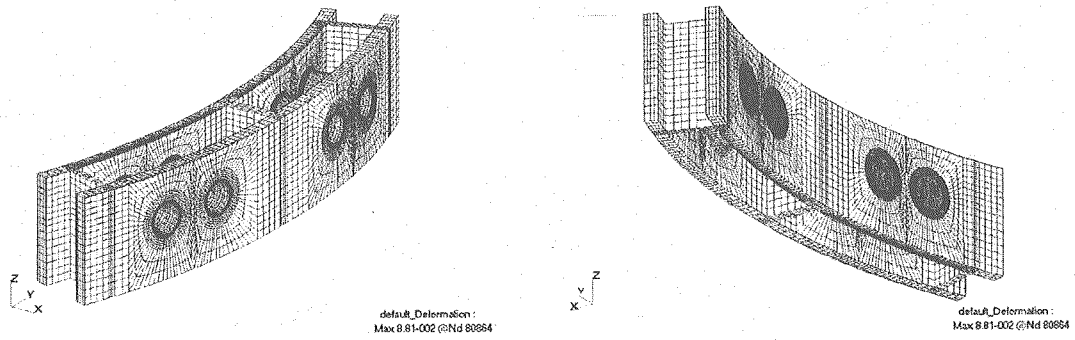 Z
Y
X
default_Deformation :
Max 8.81-002 @Nd 80864
Z
Y
X
default_Deformation :
Max 8.81-002 @Nd 80864